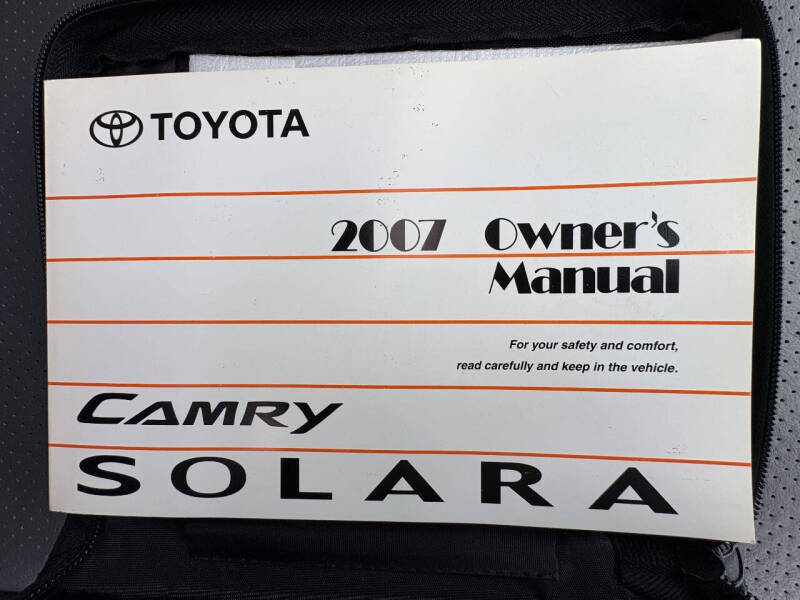 TOYOTA
2007 Owner's
Manual
For your safety and comfort,
read carefully and keep in the vehicle.
CAMRY
SOLARA